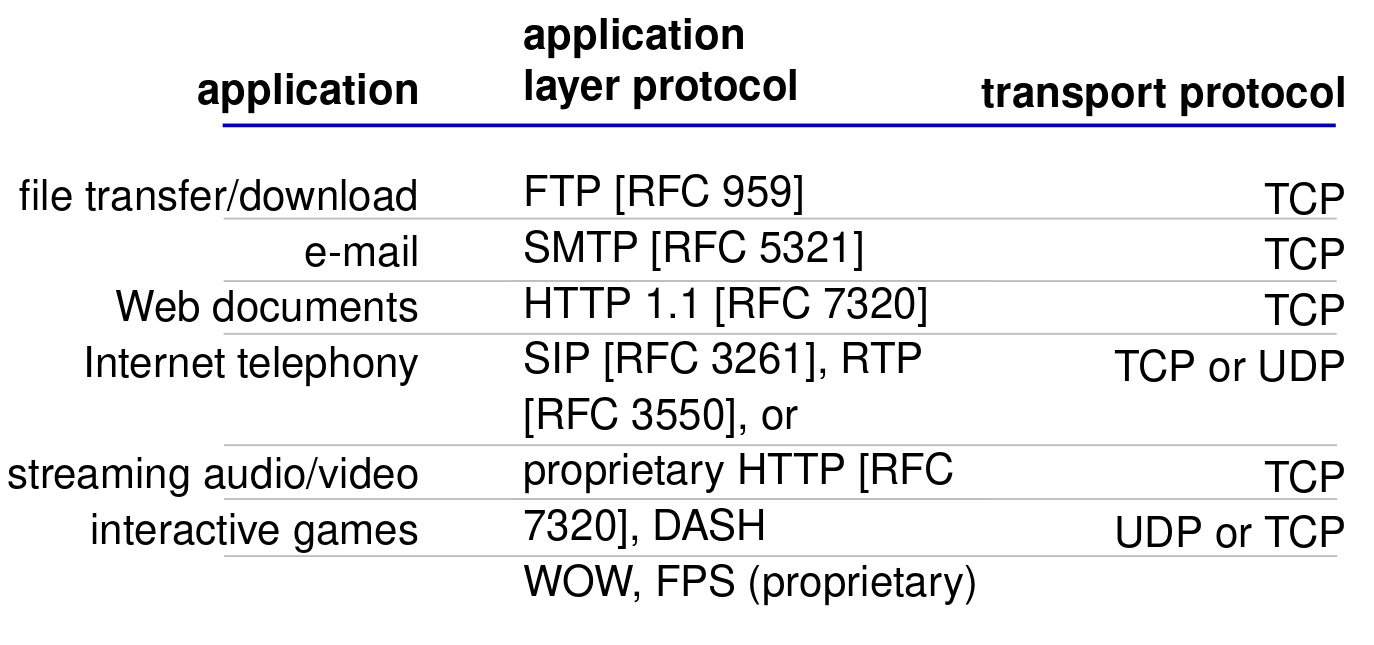 application
application
layer protocol
transport protocol
file transfer/download
FTP [RFC 959]
TCP
e-mail
SMTP [RFC 5321]
TCP
Web documents
HTTP 1.1 [RFC 7320]
TCP
Internet telephony
SIP [RFC 3261], RTP
TCP or UDP
[RFC 3550], or
streaming audio/video
proprietary HTTP [RFC
TCP
interactive games
7320], DASH
UDP or TCP
WOW, FPS (proprietary)